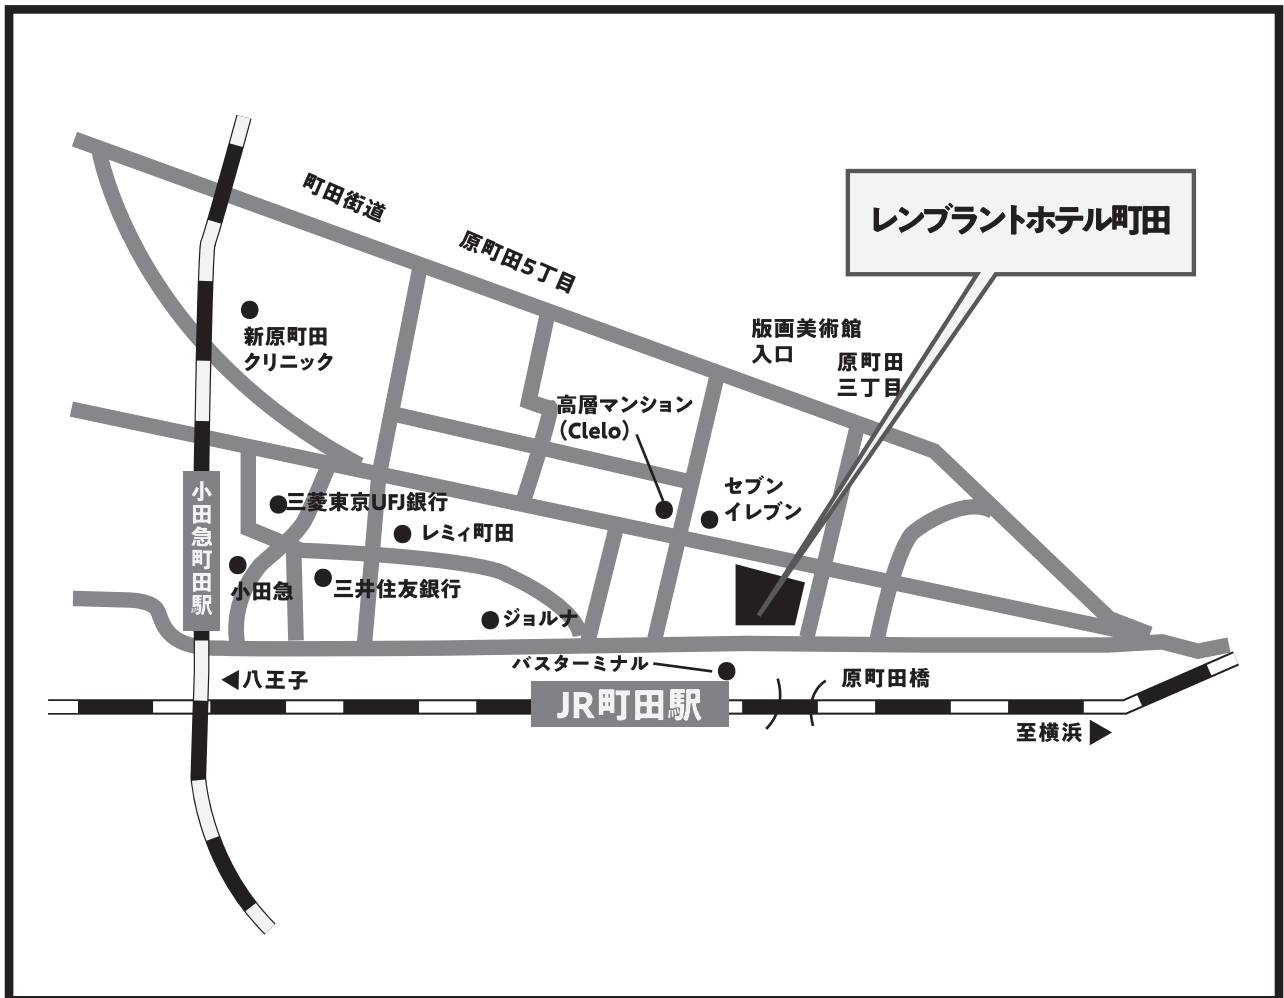 町田街道
原町田5丁目
レンブラントホテル町田
新原町田
クリニック
版画美術館
入口
原町田
三丁目
高層マンション
（Clelo）
セブン
イレブン
三菱東京UFJ銀行
レミィ町田
小田急町田駅
小田急
三井住友銀行
ジョルナ
バスターミナル
◀八王子
原町田橋
JR町田駅
至横浜▶